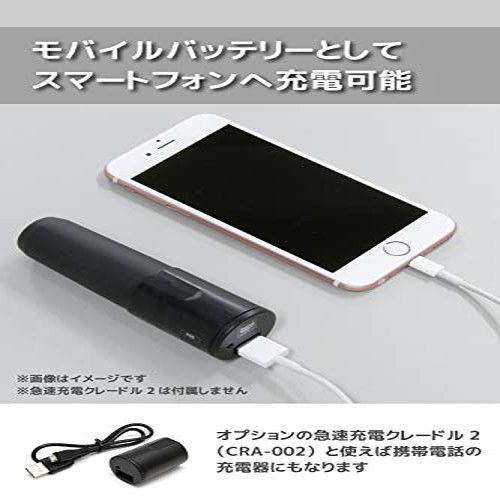 モバイルバッテリーとして
スマートフォンへ充電可能
※画像はイメージです
※急速充電クレードル2は付属しません
オプションの急速充電クレードル2
(CRA-002) と使えば携帯電話の
充電器にもなります